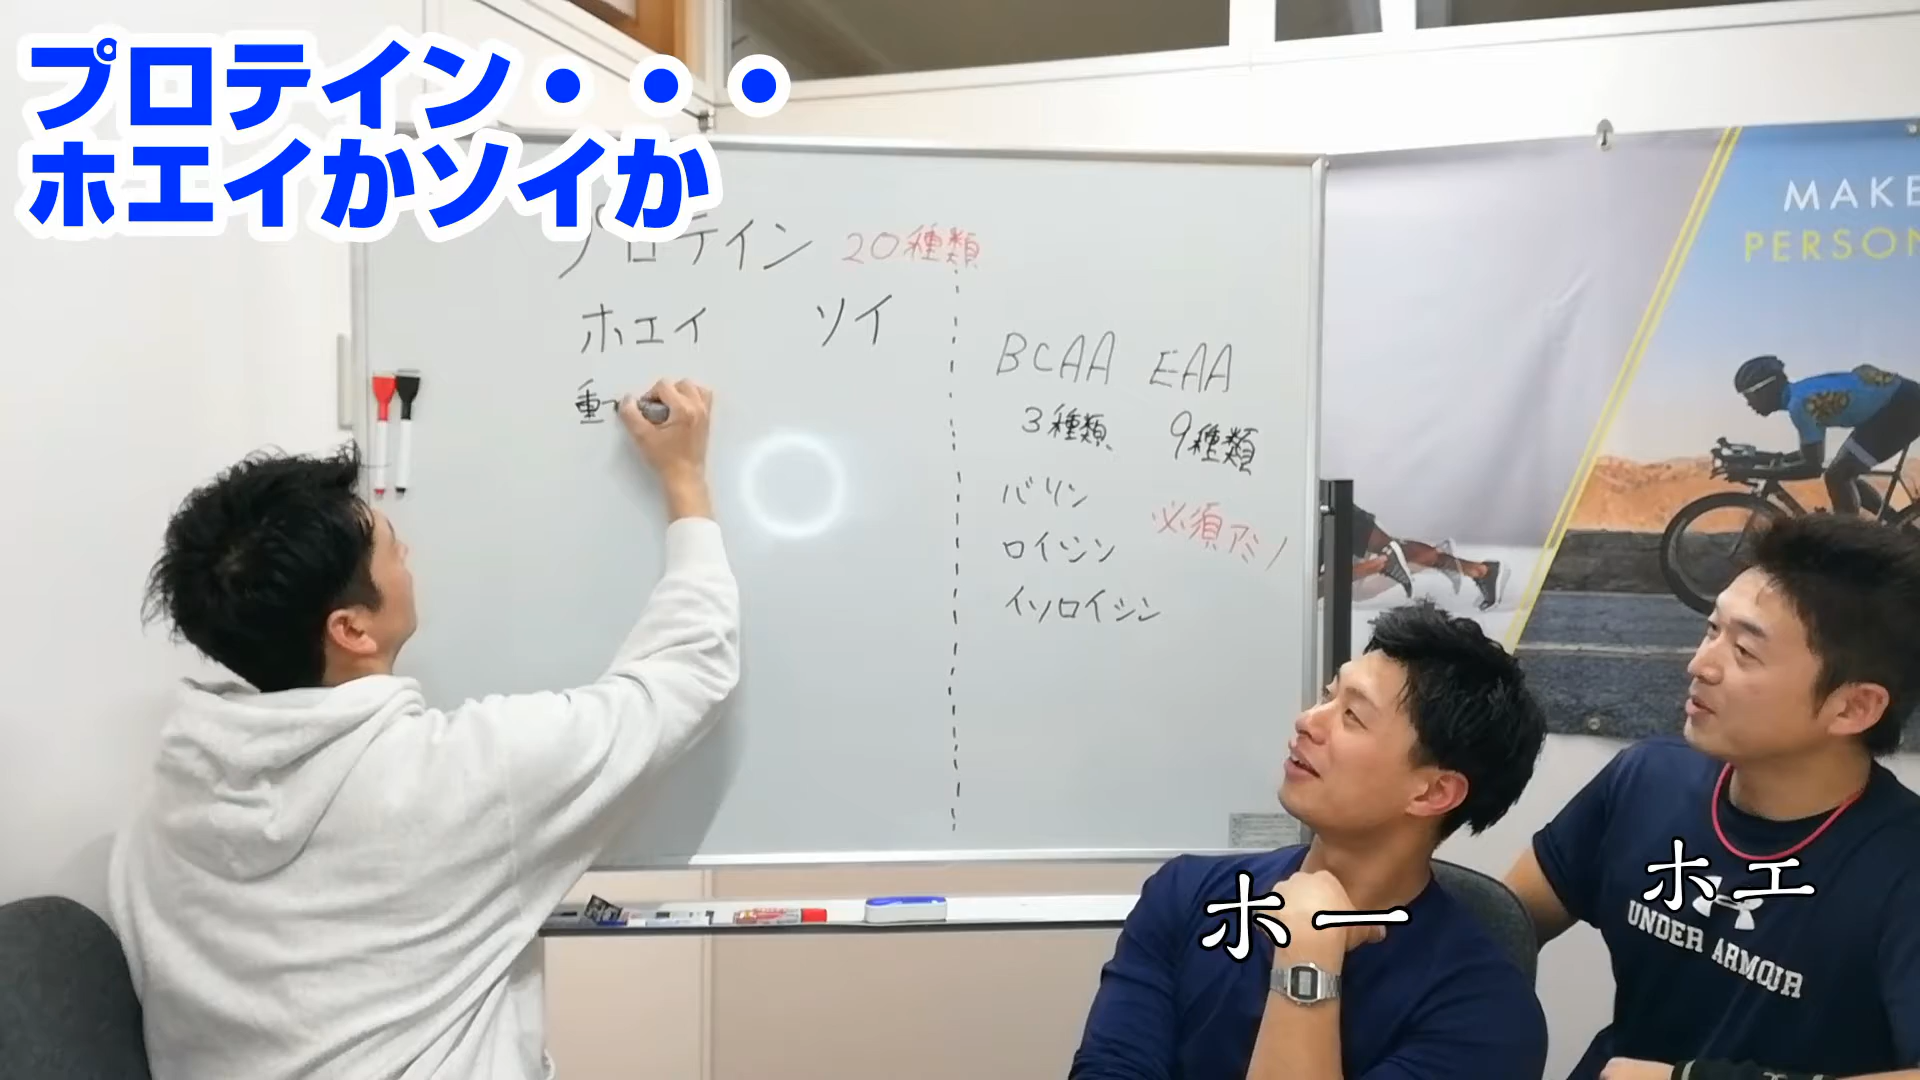 プロテイン・・・
ホエイかソイか
プロテイン 20種類
ホエイ ソイ
BCAA EAA
3種類 9種類
バリン
ロイシン
必須アミノ
イソロイシン
MAKE
PERSON
ホー
ホエ
UNDER ARMOUR